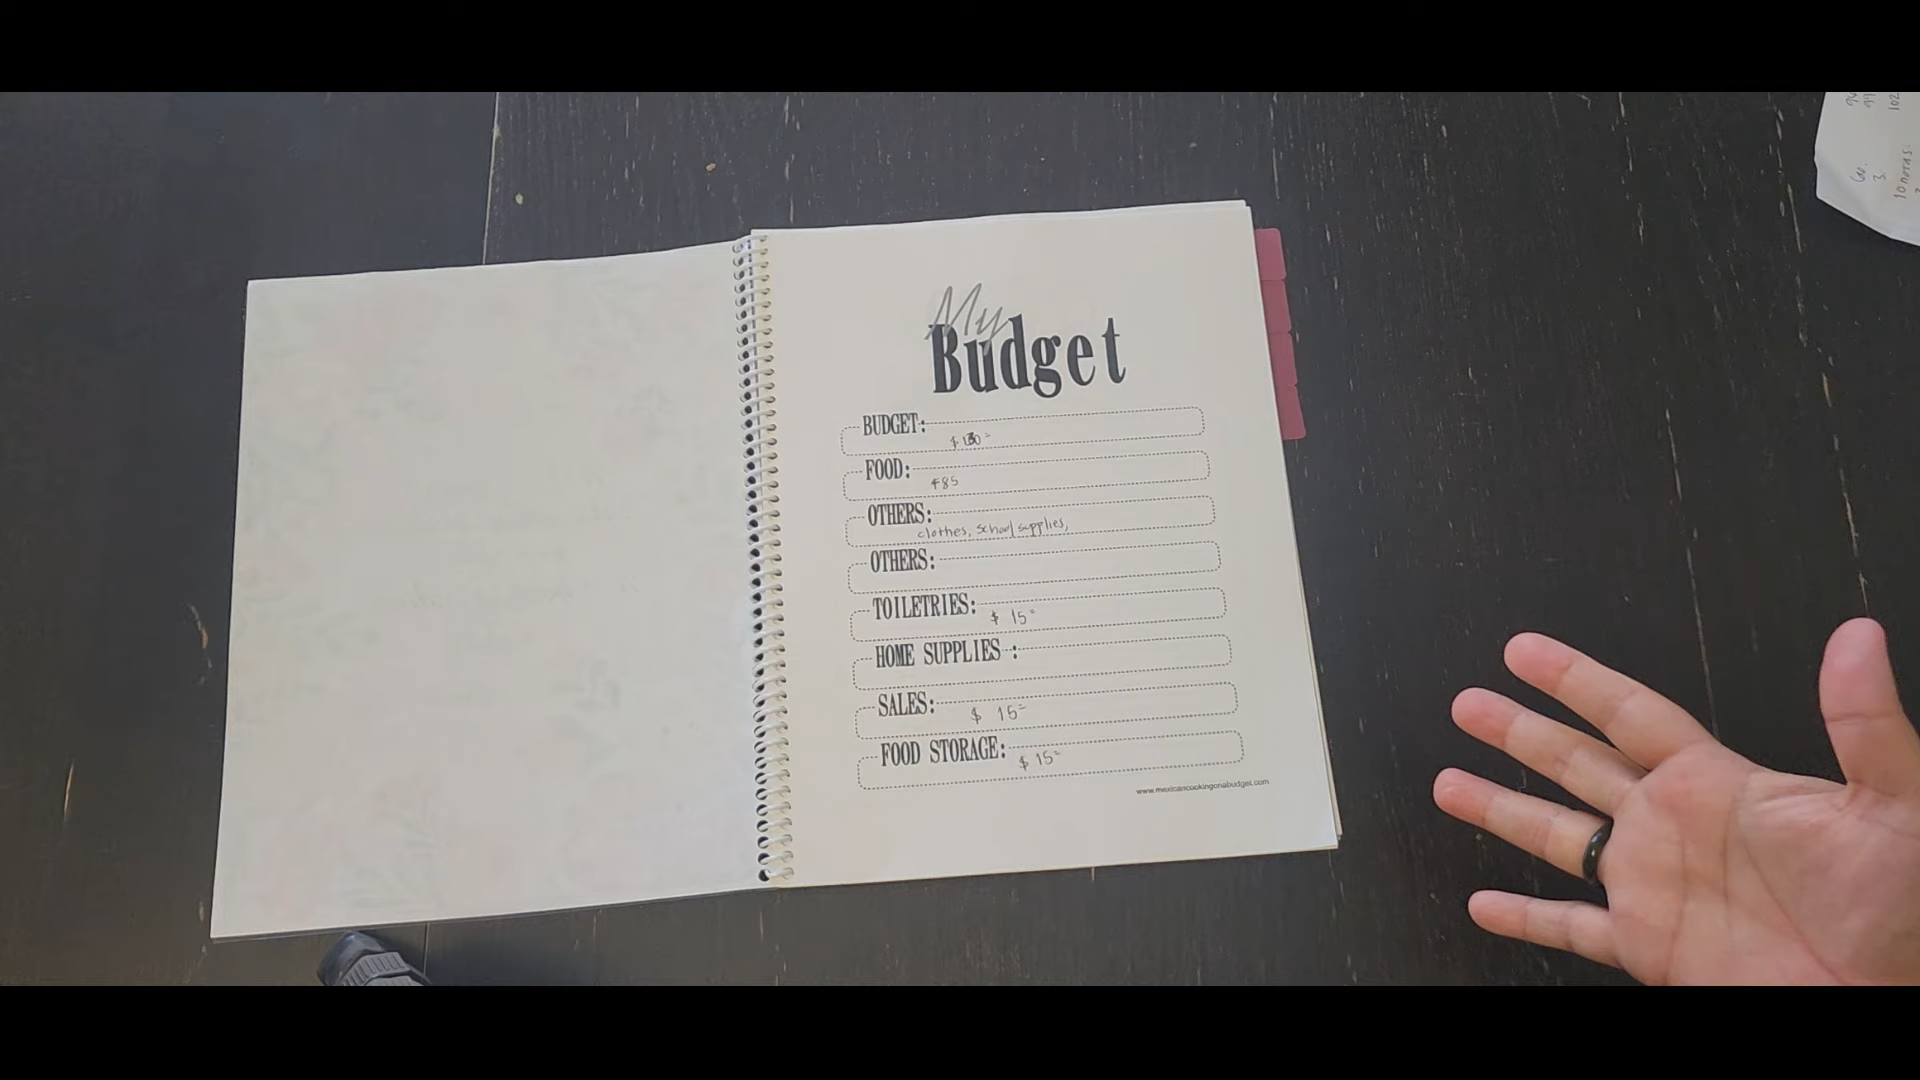 My
Budget
BUDGET: $130=
FOOD: $85
OTHERS: clothes, school supplies,
OTHERS:
TOILETRIES: $ 15=
HOME SUPPLIES :
SALES: $ 15=
FOOD STORAGE: $ 15=
www.mexicancookingonabudget.com